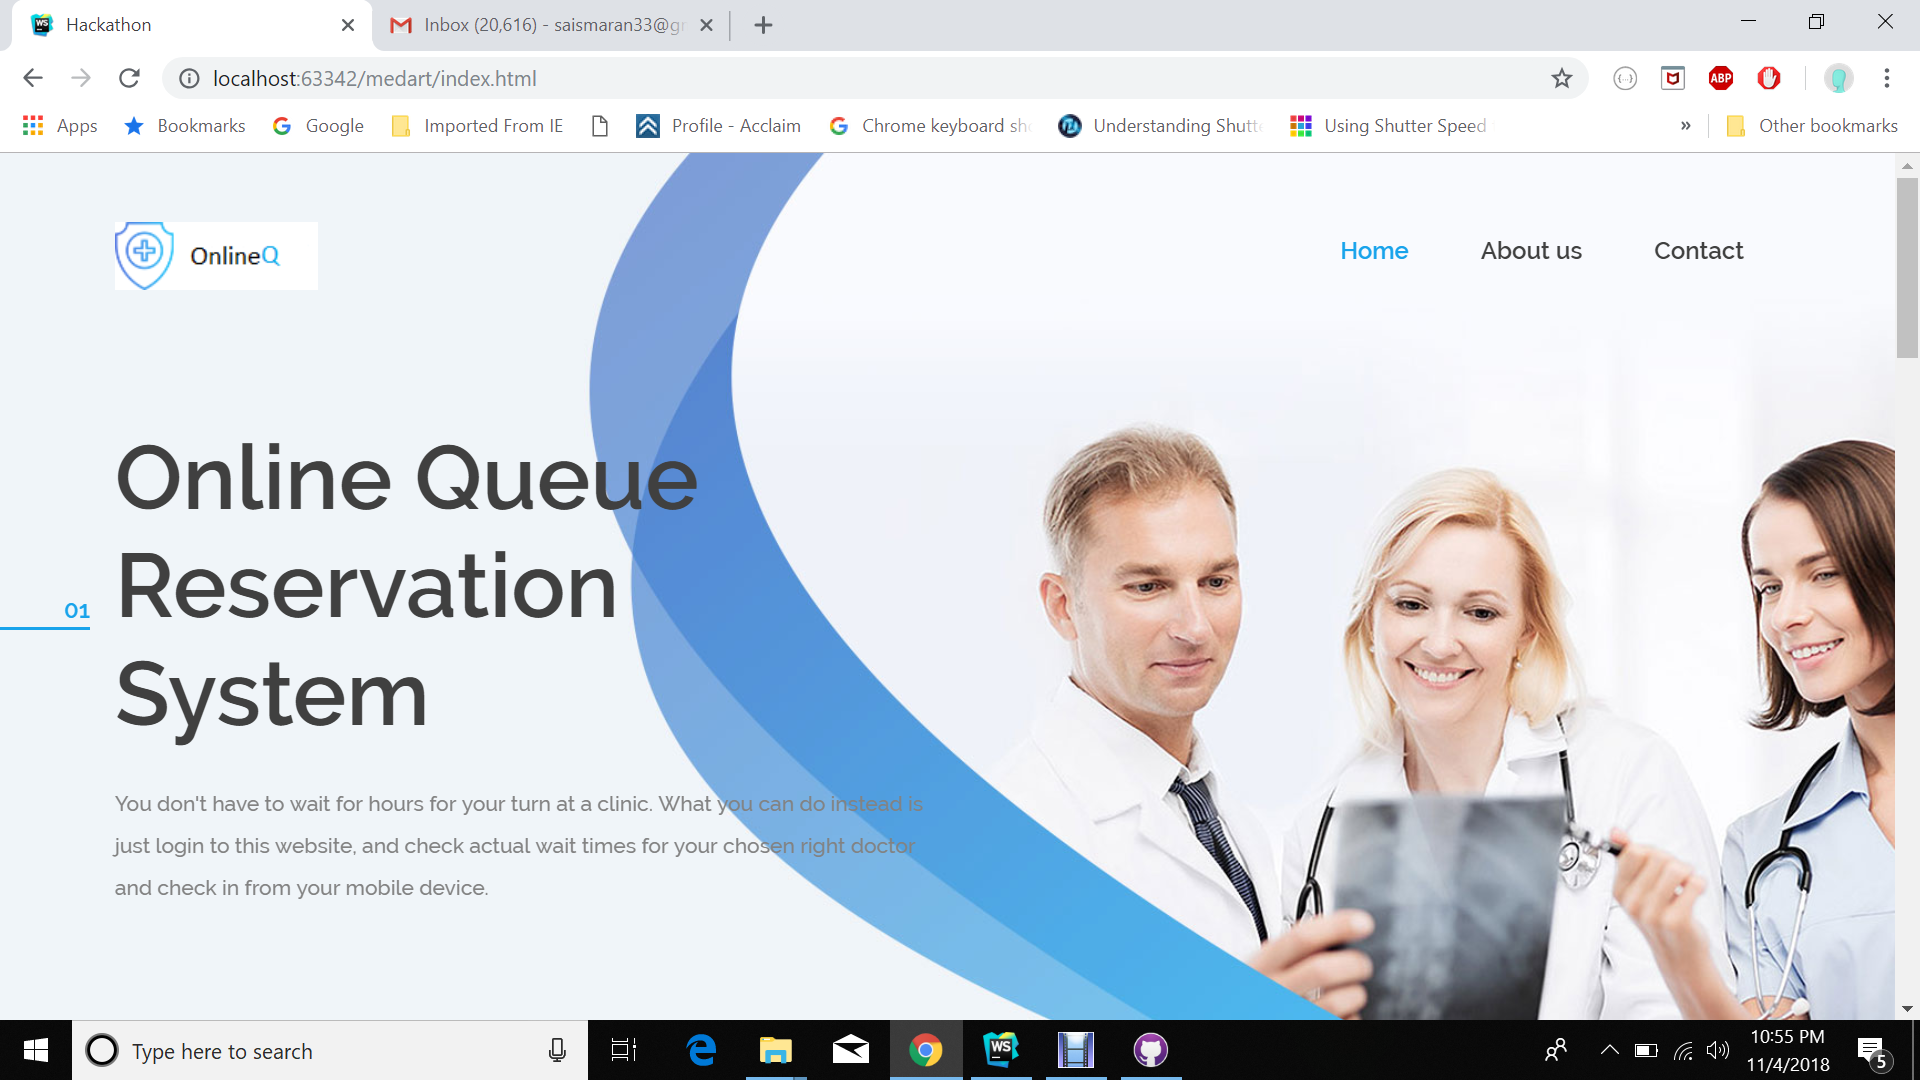 Hackathon
Inbox (20,616) - saismaran33@g
localhost:63342/medart/index.html
ABP
Apps
Bookmarks
Google
Imported From IE
Profile - Acclaim
Chrome keyboard sh
Understanding Shutt
Using Shutter Speed
»
Other bookmarks
OnlineQ
Home
About us
Contact
Online Queue
Reservation
System
01
You don't have to wait for hours for your turn at a clinic. What you can do instead is
just login to this website, and check actual wait times for your chosen right doctor
and check in from your mobile device.
Type here to search
WS
10:55 PM
11/4/2018
5